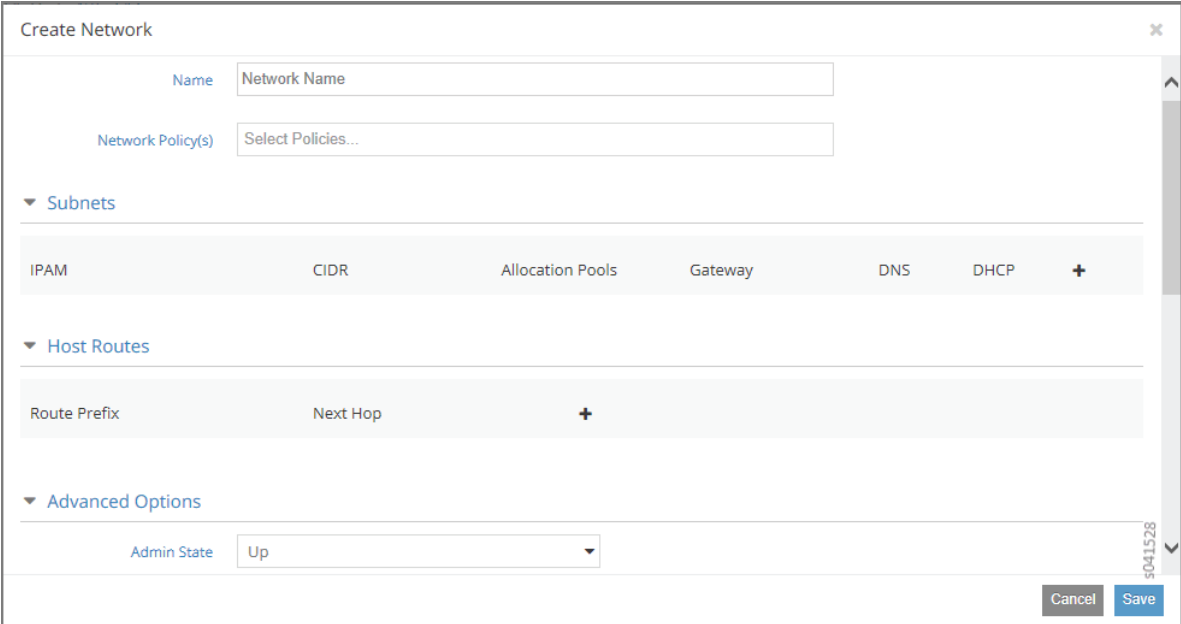 Create Network
Name Network Name
Network Policy(s) Select Policies...
Subnets
IPAM CIDR Allocation Pools Gateway DNS DHCP
Host Routes
Route Prefix Next Hop
Advanced Options
Admin State Up
s041528
Cancel Save